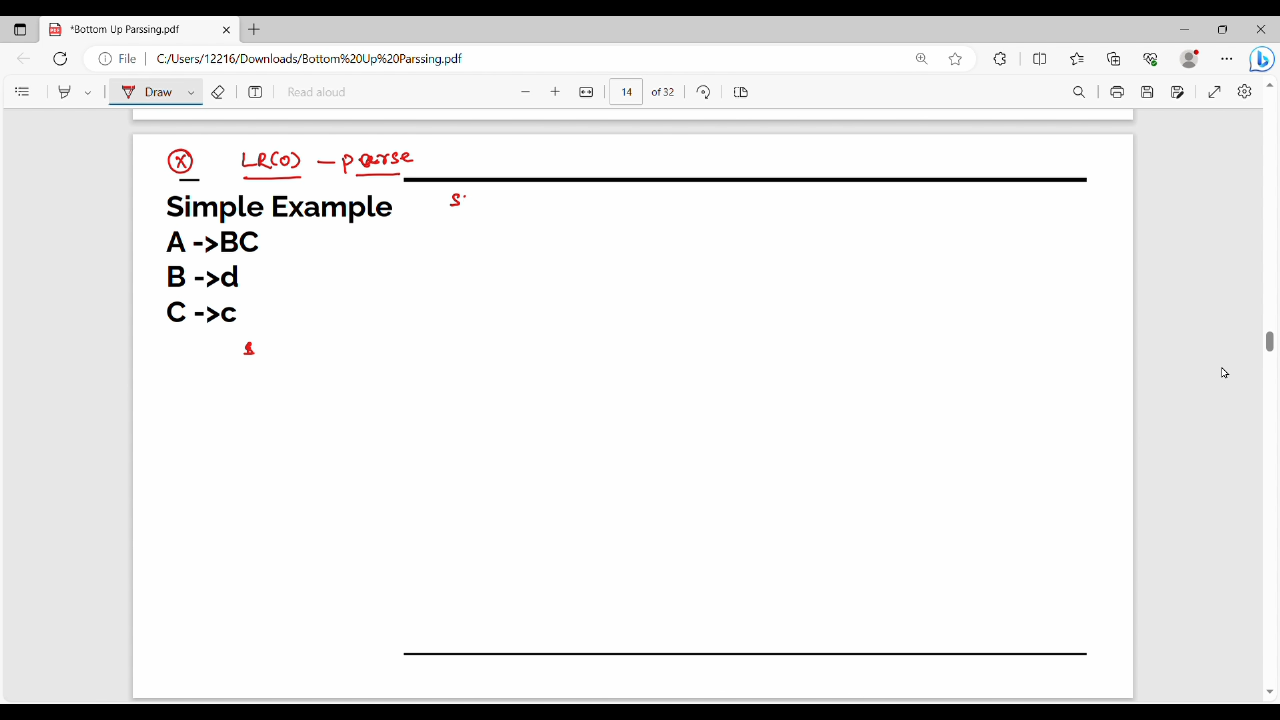 *Bottom Up Parssing.pdf
File C:/Users/12216/Downloads/Bottom%20Up%20Parssing.pdf
Draw Read aloud 14 of 32
X LR(0) - parse
Simple Example S
A ->BC
B ->d
C ->c